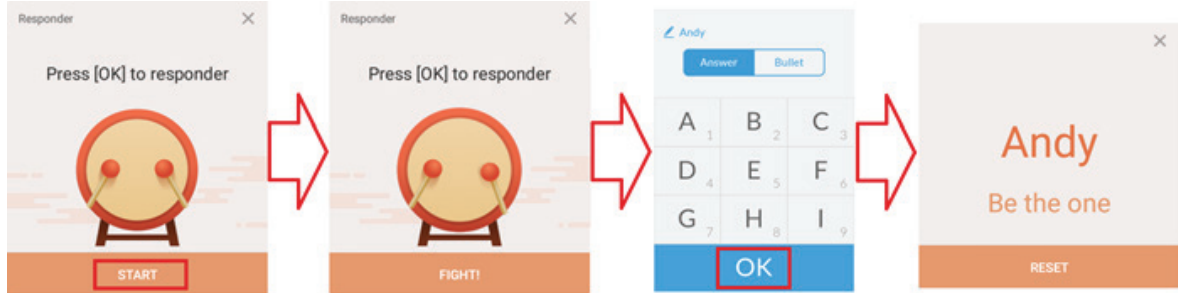 Responder ×
Press [OK] to responder
START
Responder ×
Press [OK] to responder
FIGHT!
Andy
Answer Bullet
A 1 B 2 C 3
D 4 E 5 F 6
G 7 H 8 I 9
OK
×
Andy
Be the one
RESET